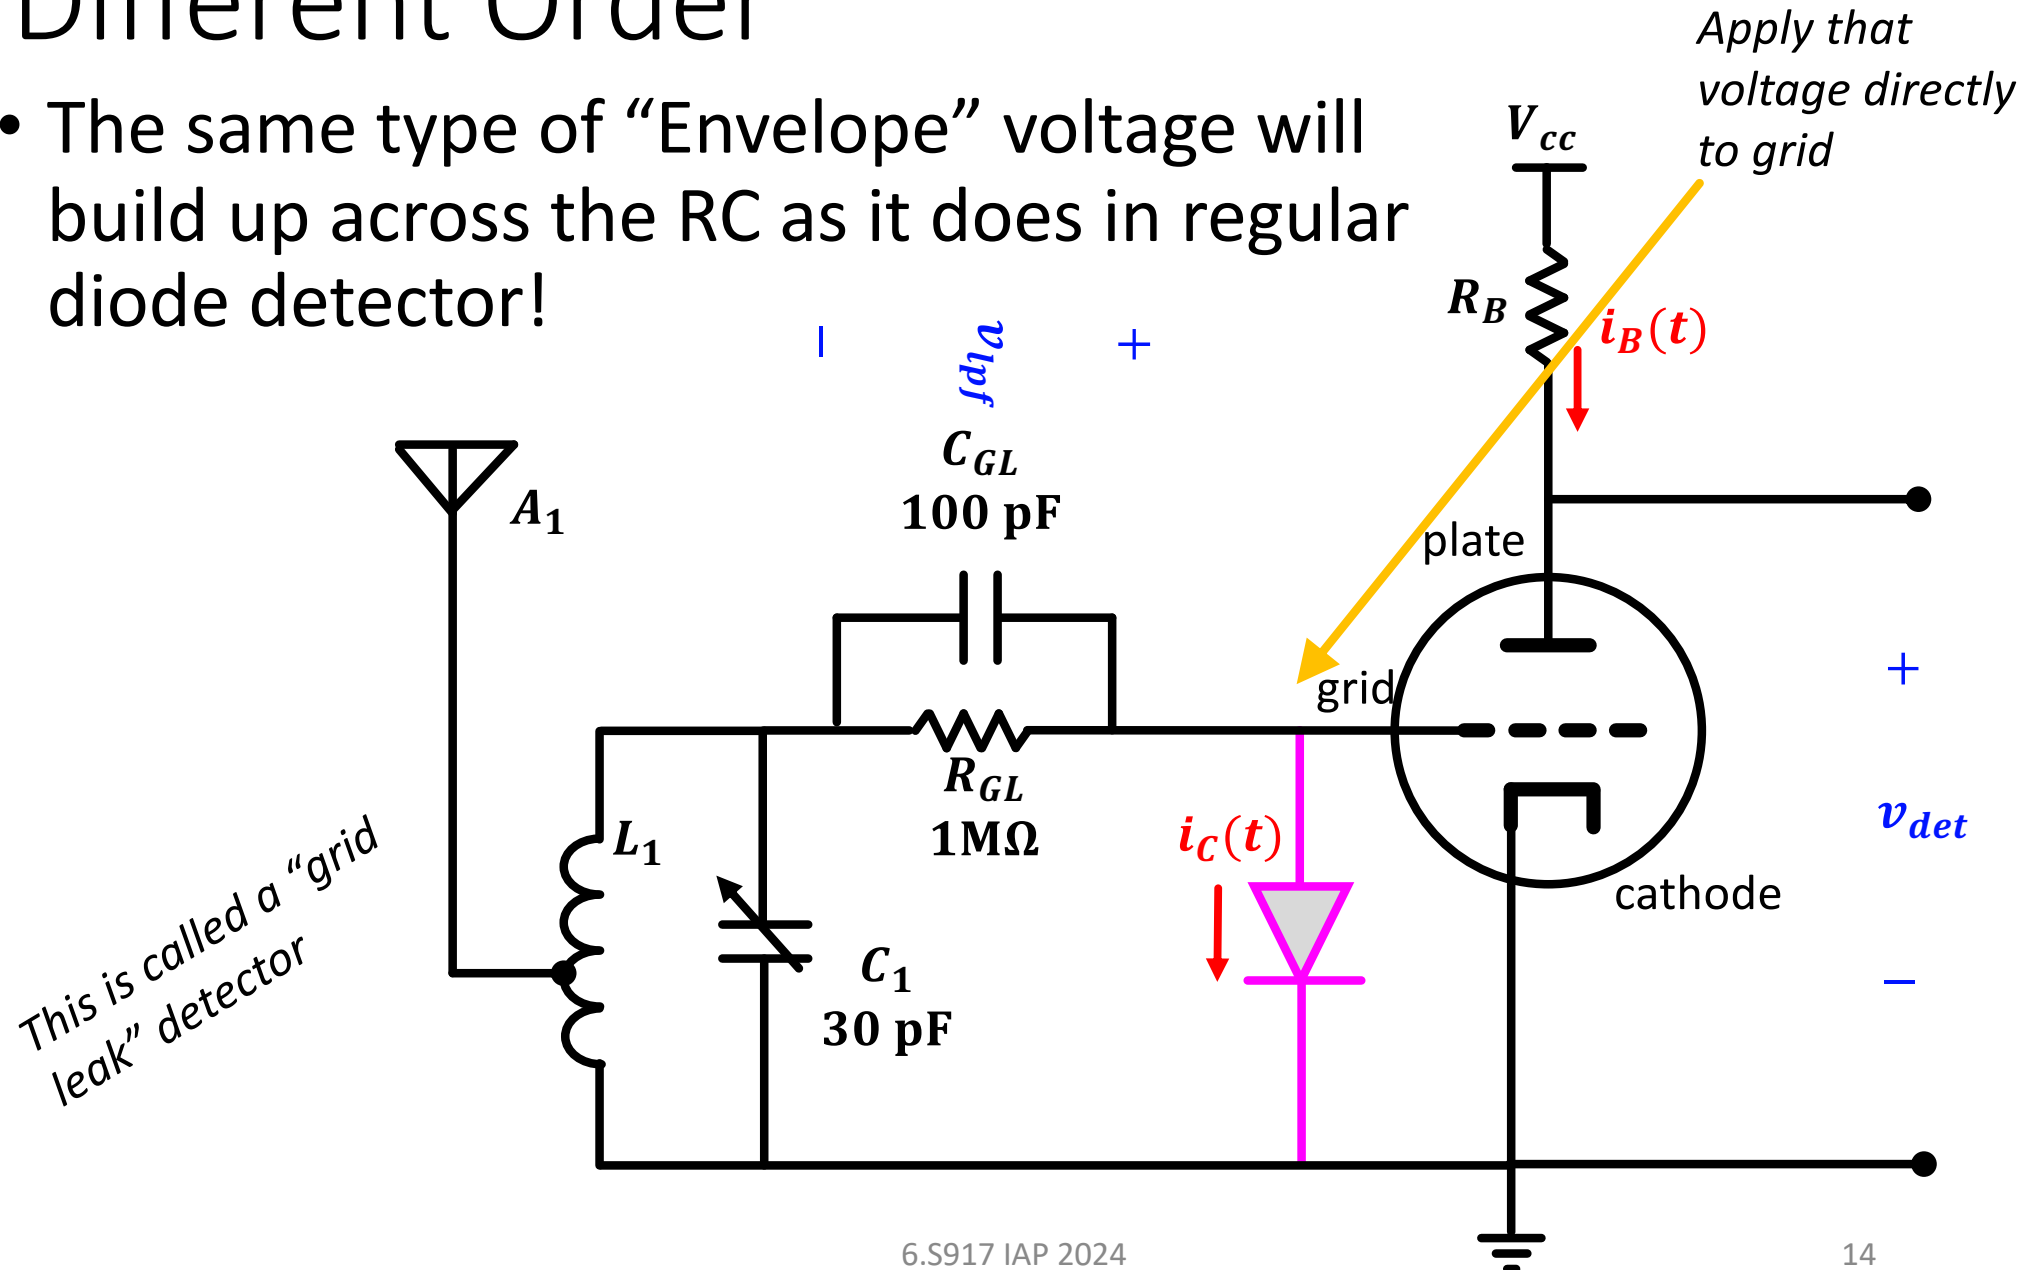 Different Order
• The same type of “Envelope” voltage will
build up across the RC as it does in regular
diode detector!
Apply that
voltage directly
to grid
V_cc
R_B
i_B(t)
v_lpf
− +
C_GL
100 pF
A_1
plate
grid
R_GL
1MΩ
L_1
i_C(t)
+
v_det
−
cathode
C_1
30 pF
This is called a “grid
leak” detector
6.S917 IAP 2024
14